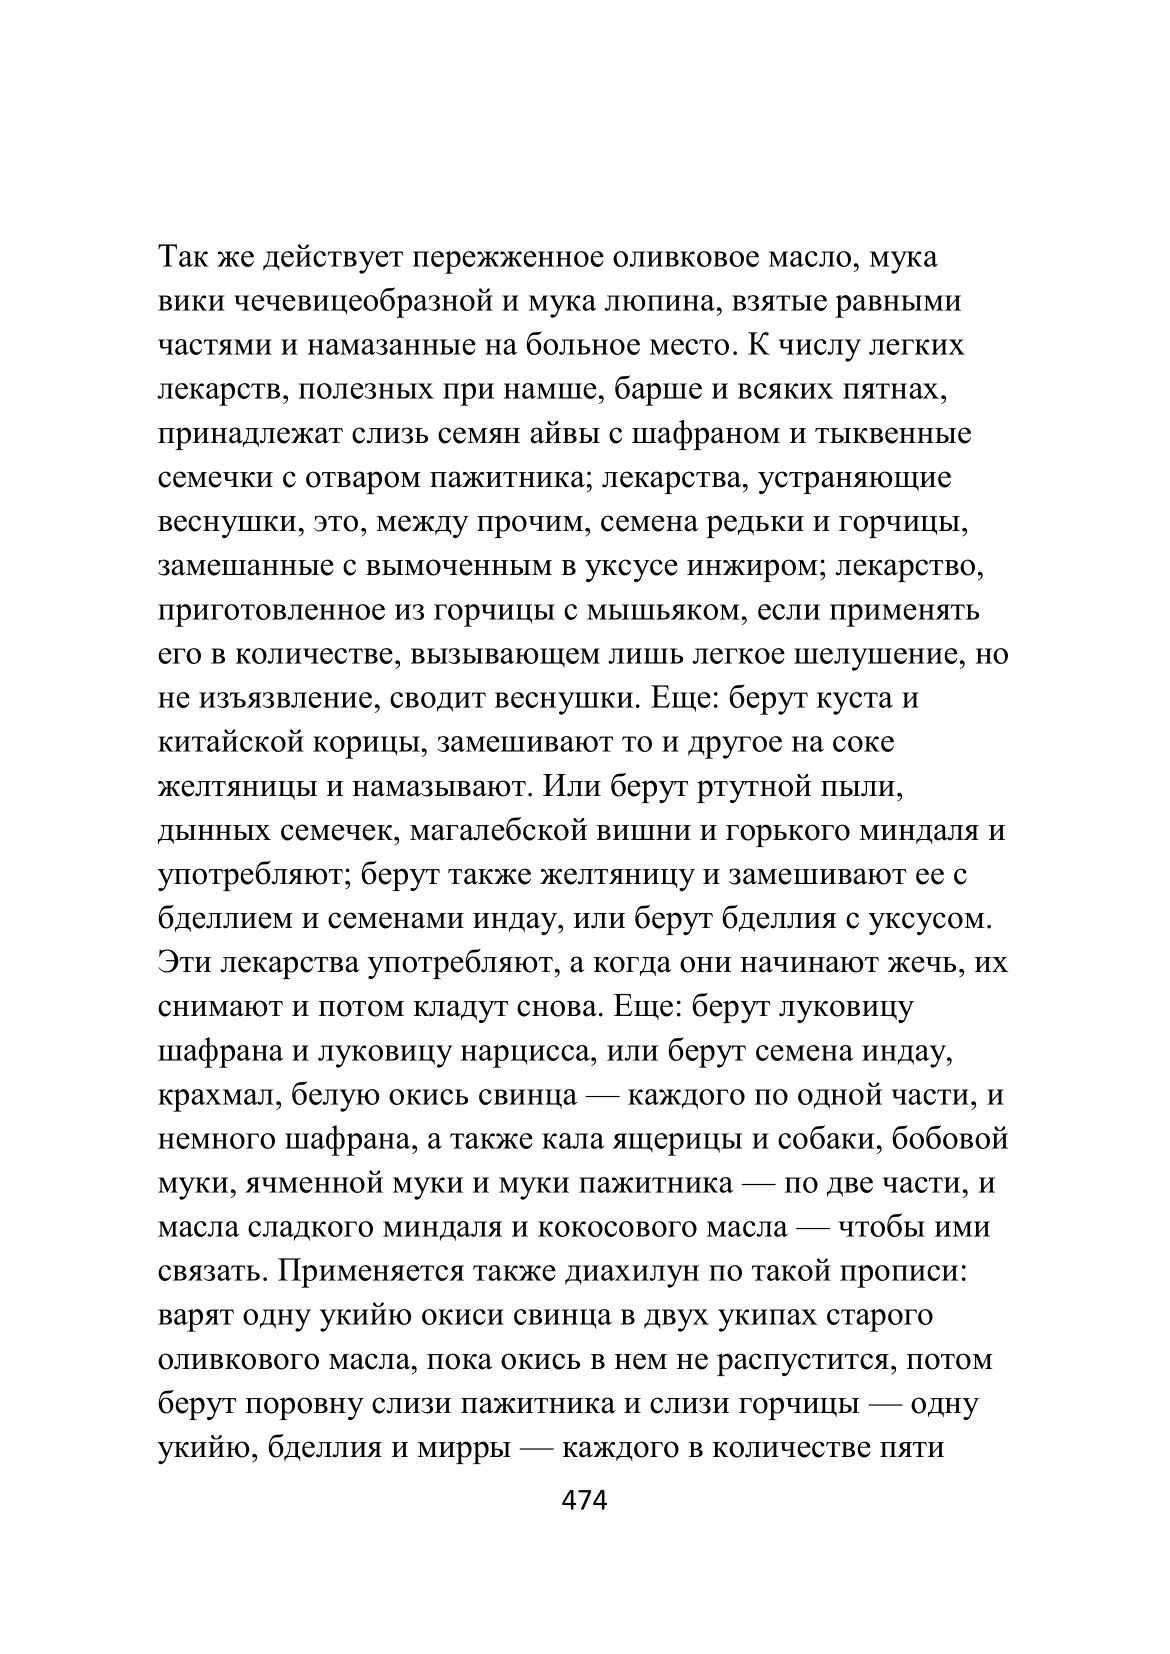 Так же действует пережженное оливковое масло, мука
вики чечевицеобразной и мука люпина, взятые равными
частями и намазанные на больное место. К числу легких
лекарств, полезных при намше, барше и всяких пятнах,
принадлежат слизь семян айвы с шафраном и тыквенные
семечки с отваром пажитника; лекарства, устраняющие
веснушки, это, между прочим, семена редьки и горчицы,
замешанные с вымоченным в уксусе инжиром; лекарство,
приготовленное из горчицы с мышьяком, если применять
его в количестве, вызывающем лишь легкое шелушение, но
не изъязвление, сводит веснушки. Еще: берут куста и
китайской корицы, замешивают то и другое на соке
желтяницы и намазывают. Или берут ртутной пыли,
дынных семечек, магалебской вишни и горького миндаля и
употребляют; берут также желтяницу и замешивают ее с
бделлием и семенами индау, или берут бделлия с уксусом.
Эти лекарства употребляют, а когда они начинают жечь, их
снимают и потом кладут снова. Еще: берут луковицу
шафрана и луковицу нарцисса, или берут семена индау,
крахмал, белую окись свинца — каждого по одной части, и
немного шафрана, а также кала ящерицы и собаки, бобовой
муки, ячменной муки и муки пажитника — по две части, и
масла сладкого миндаля и кокосового масла — чтобы ими
связать. Применяется также диахилун по такой прописи:
варят одну укийю окиси свинца в двух укипах старого
оливкового масла, пока окись в нем не распустится, потом
берут поровну слизи пажитника и слизи горчицы — одну
укийю, бделлия и мирры — каждого в количестве пяти
474